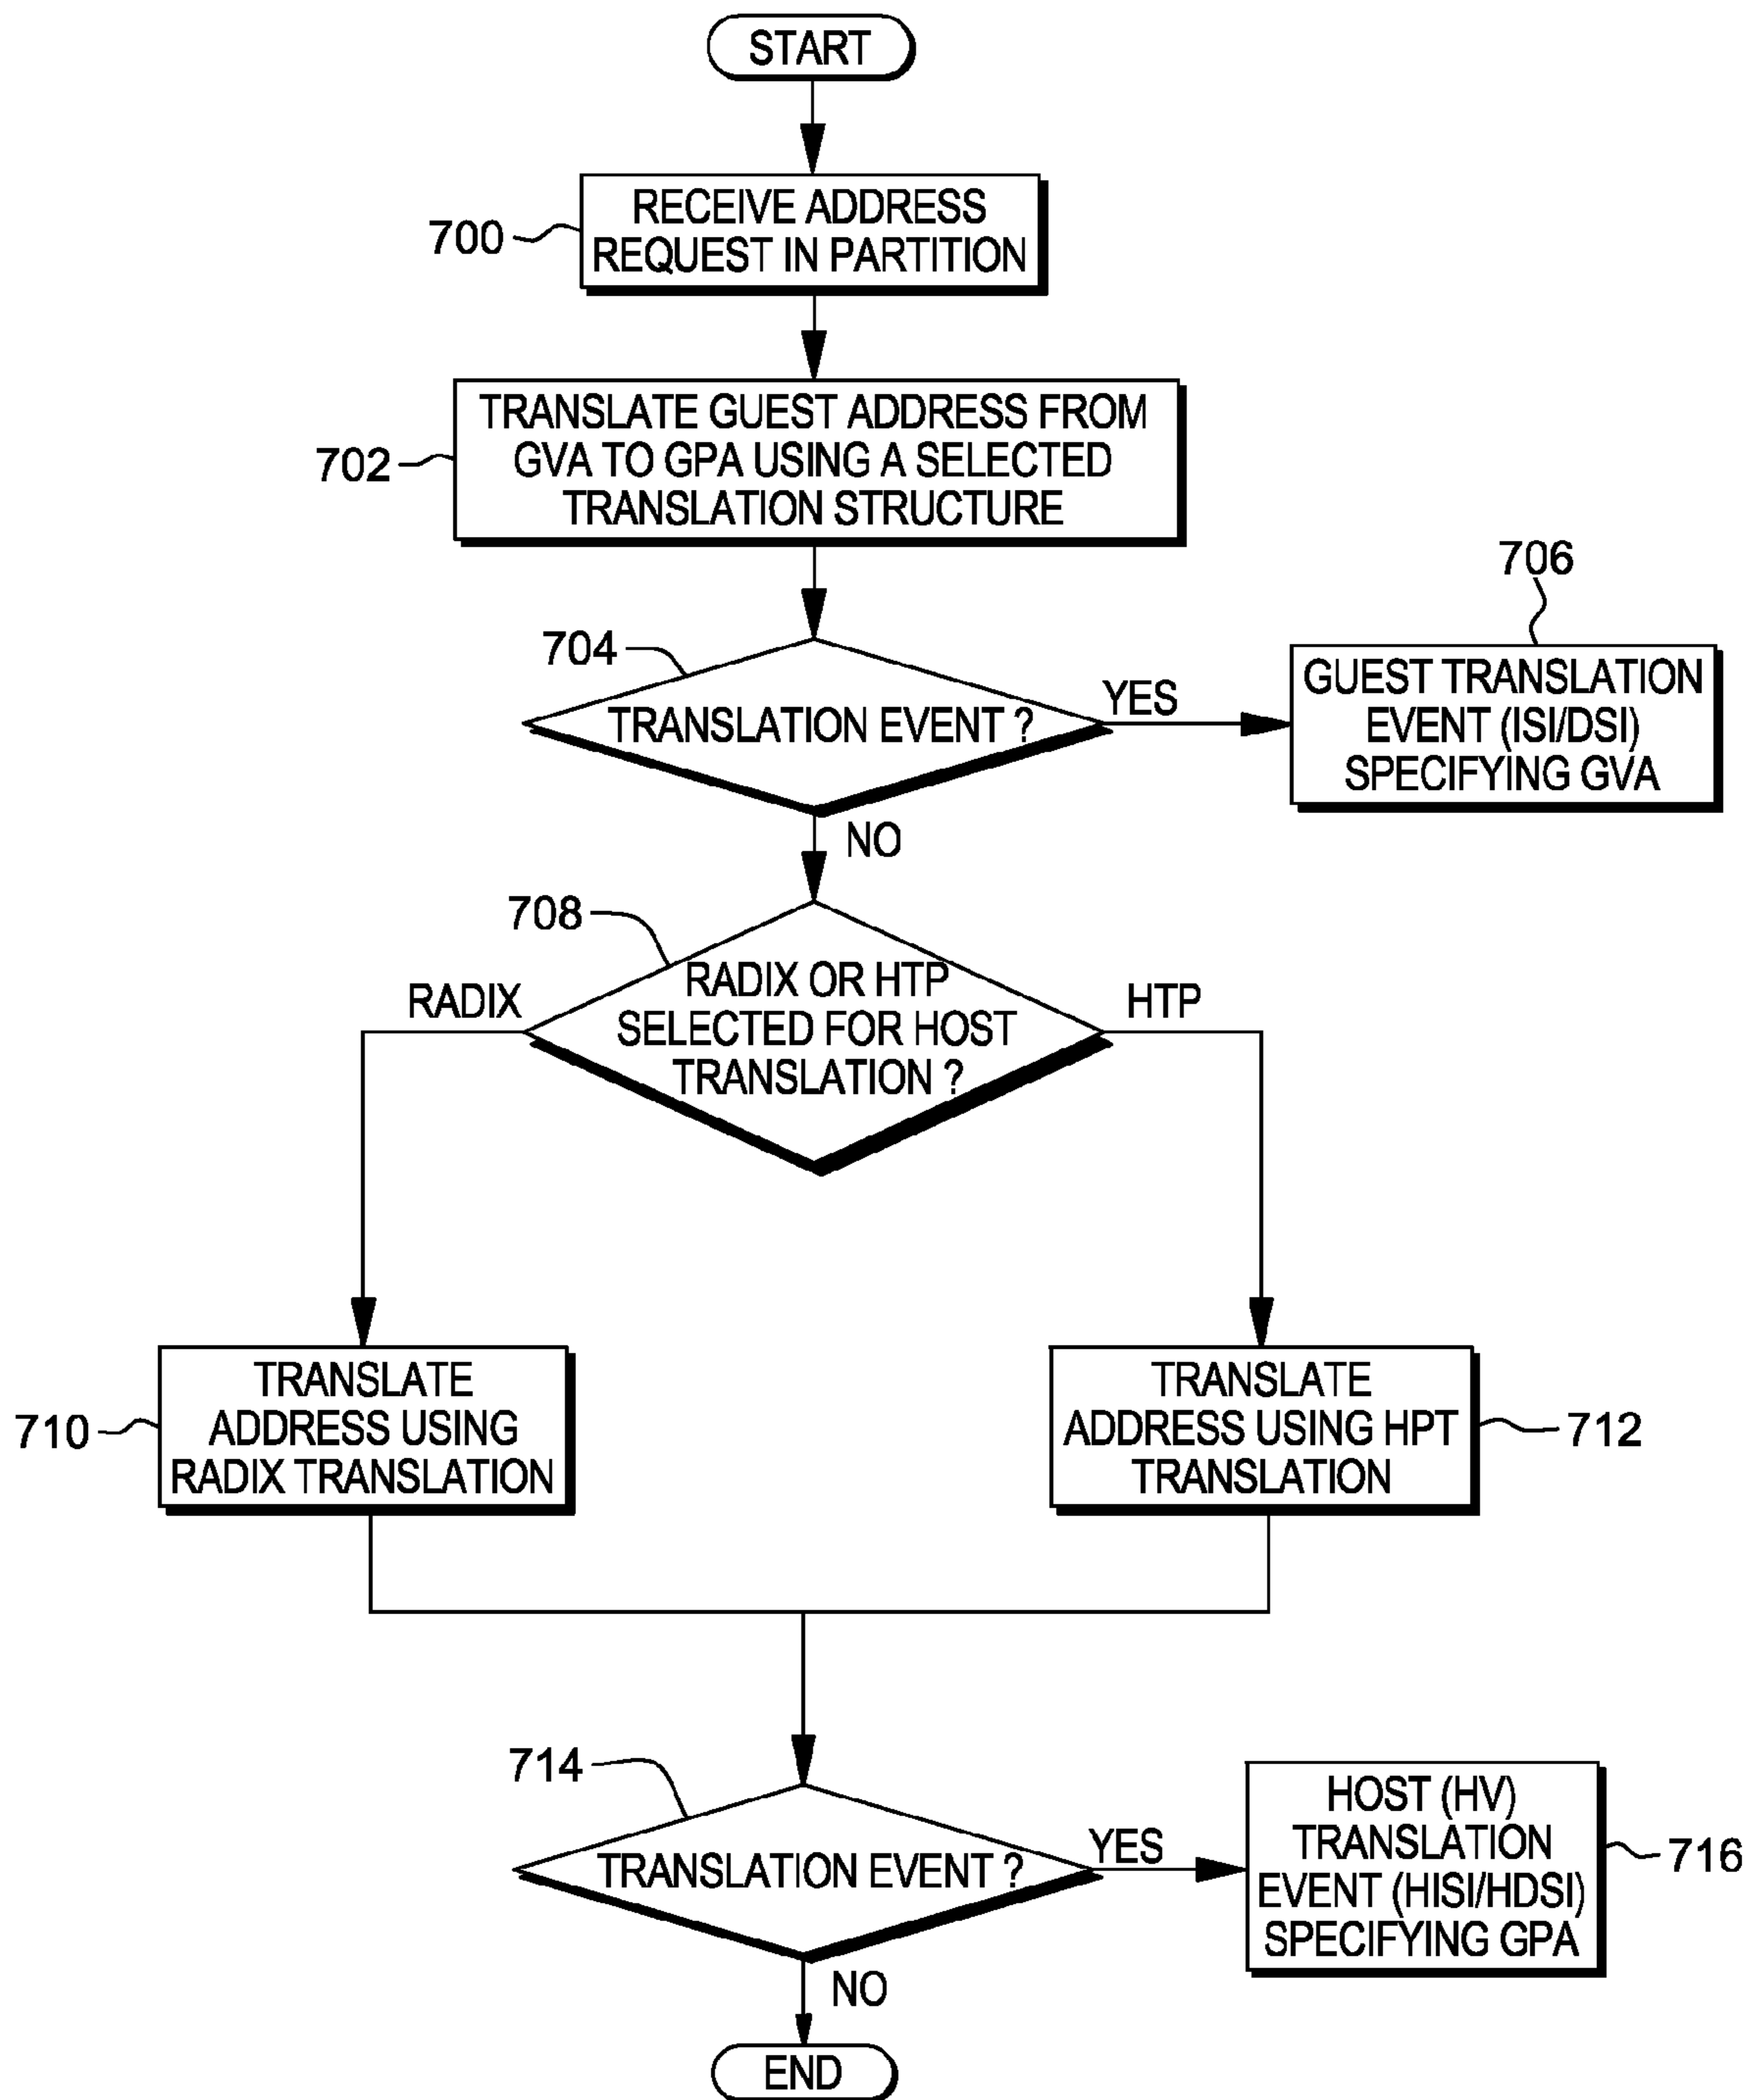 START
700
RECEIVE ADDRESS
REQUEST IN PARTITION
702
TRANSLATE GUEST ADDRESS FROM
GVA TO GPA USING A SELECTED
TRANSLATION STRUCTURE
704
TRANSLATION EVENT ?
YES
706
GUEST TRANSLATION
EVENT (ISI/DSI)
SPECIFYING GVA
NO
708
RADIX OR HTP
SELECTED FOR HOST
TRANSLATION ?
RADIX
HTP
710
TRANSLATE
ADDRESS USING
RADIX TRANSLATION
TRANSLATE
ADDRESS USING HPT
TRANSLATION
712
714
TRANSLATION EVENT ?
YES
HOST (HV)
TRANSLATION
EVENT (HISI/HDSI)
SPECIFYING GPA
716
NO
END